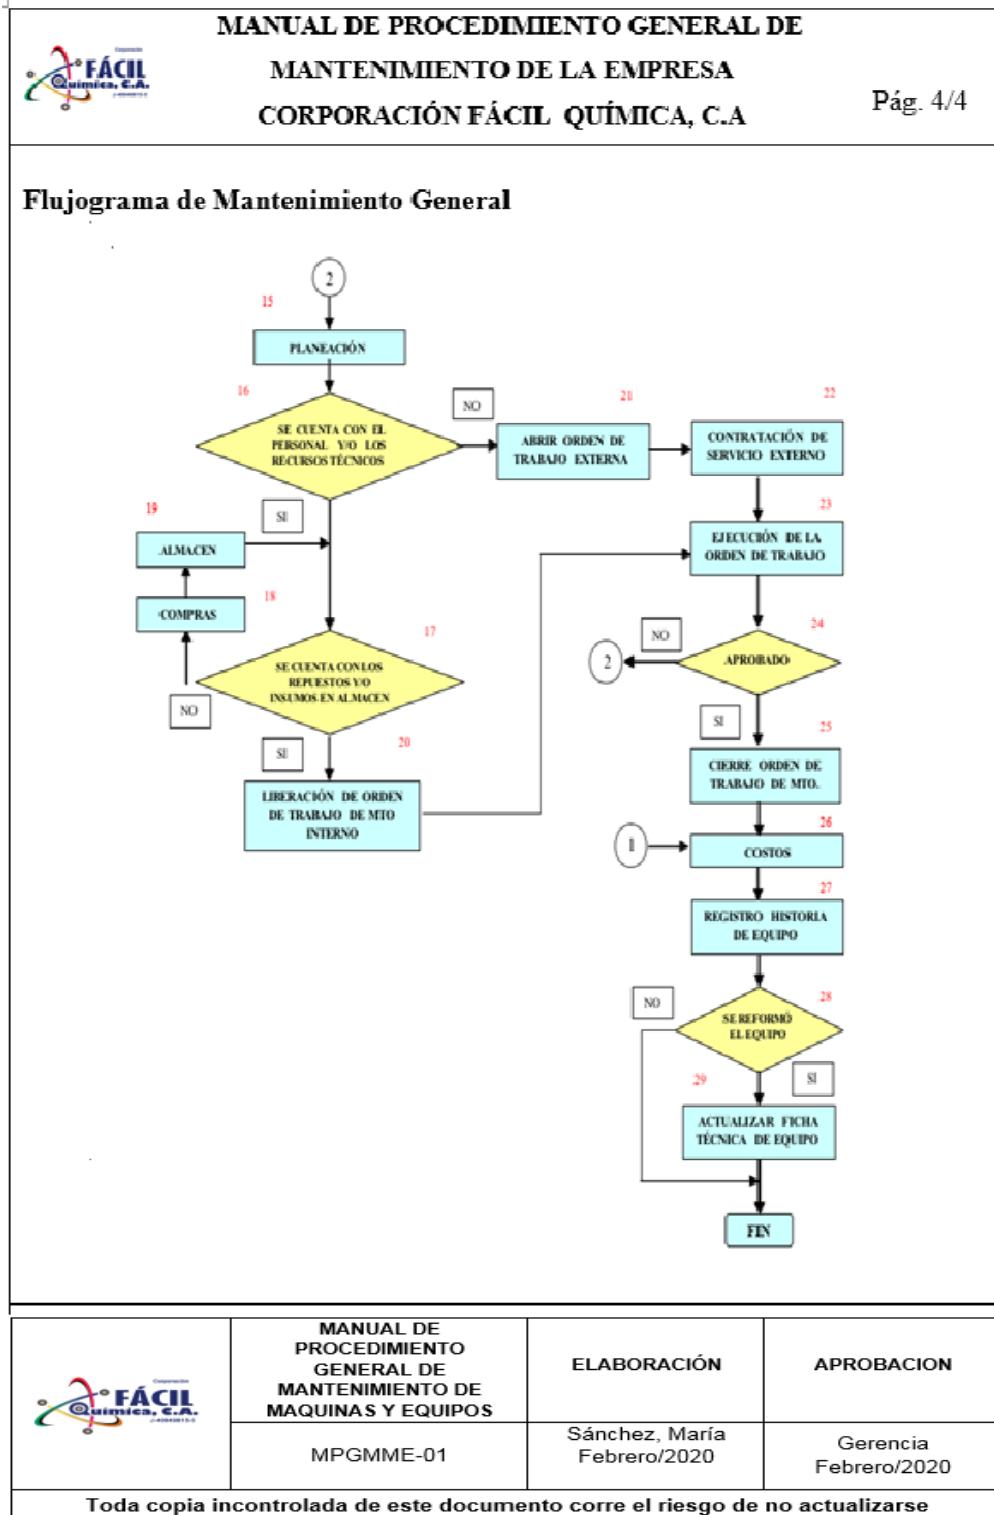 MANUAL DE PROCEDIMIENTO GENERAL DE
MANTENIMIENTO DE LA EMPRESA
CORPORACIÓN FÁCIL QUÍMICA, C.A
Corporación
FÁCIL
Química, C.A.
Pág. 4/4
Flujograma de Mantenimiento General
2
15
PLANEACIÓN
16
SE CUENTA CON EL
PERSONAL Y/O LOS
RECURSOS TÉCNICOS
NO
21
ABRIR ORDEN DE
TRABAJO EXTERNA
22
CONTRATACIÓN DE
SERVICIO EXTERNO
SI
19
ALMACEN
23
EJECUCIÓN DE LA
ORDEN DE TRABAJO
18
COMPRAS
17
SE CUENTA CON LOS
REPUESTOS Y/O
INSUMOS EN ALMACEN
NO
24
NO
APROBADO
2
SI
20
LIBERACIÓN DE ORDEN
DE TRABAJO DE MTO
INTERNO
SI
25
CIERRE ORDEN DE
TRABAJO DE MTO.
26
1
COSTOS
27
REGISTRO HISTORIA
DE EQUIPO
28
NO
SE REFORMÓ
EL EQUIPO
SI
29
ACTUALIZAR FICHA
TÉCNICA DE EQUIPO
FIN
Corporación
FÁCIL
Química, C.A.
MANUAL DE
PROCEDIMIENTO
GENERAL DE
MANTENIMIENTO DE
MAQUINAS Y EQUIPOS
ELABORACIÓN
APROBACION
MPGMME-01
Sánchez, María
Febrero/2020
Gerencia
Febrero/2020
Toda copia incontrolada de este documento corre el riesgo de no actualizarse